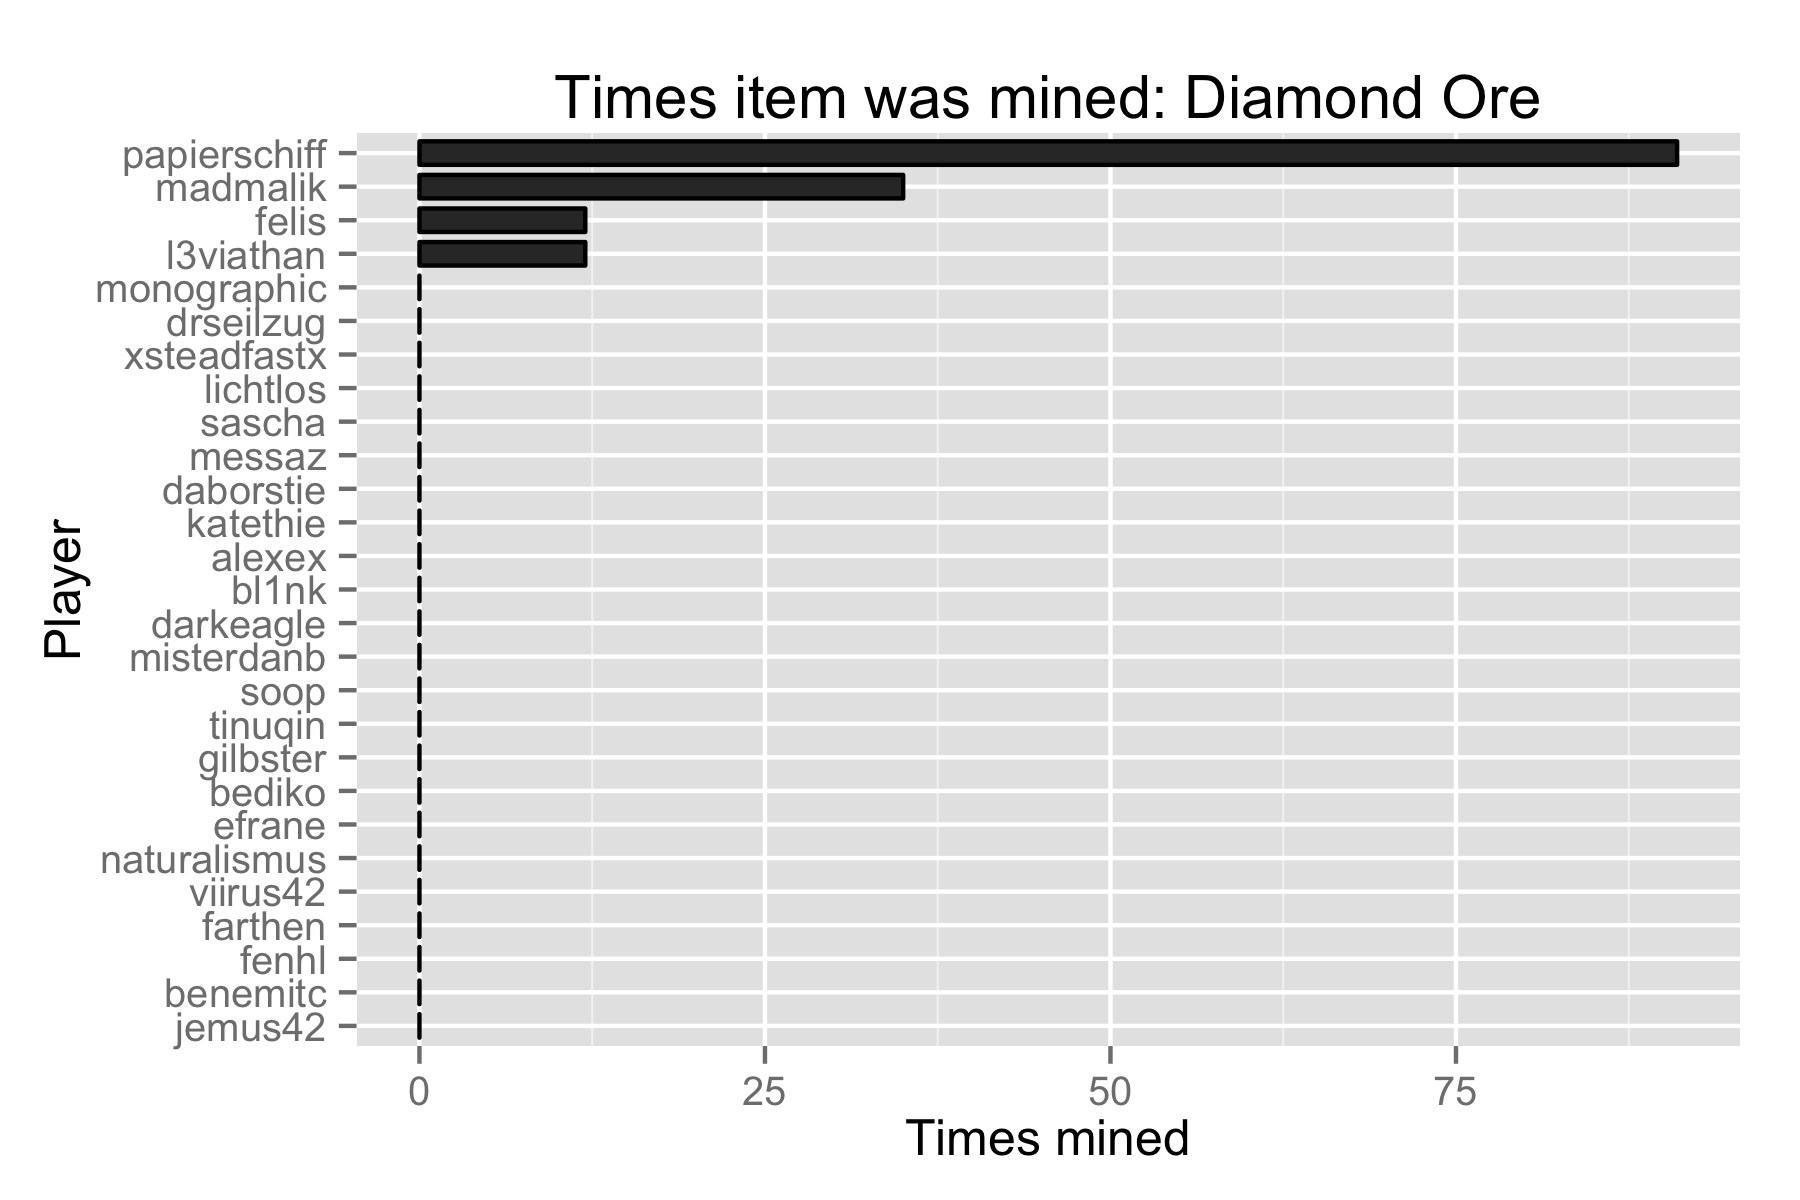 Times item was mined: Diamond Ore
papierschiff
madmalik
felis
l3viathan
monographic
drseilzug
xsteadfastx
lichtlos
sascha
messaz
daborstie
katethie
alexex
bl1nk
darkeagle
misterdanb
soop
tinuqin
gilbster
bediko
efrane
naturalismus
viirus42
farthen
fenhl
benemitc
jemus42
Player
0 25 50 75
Times mined